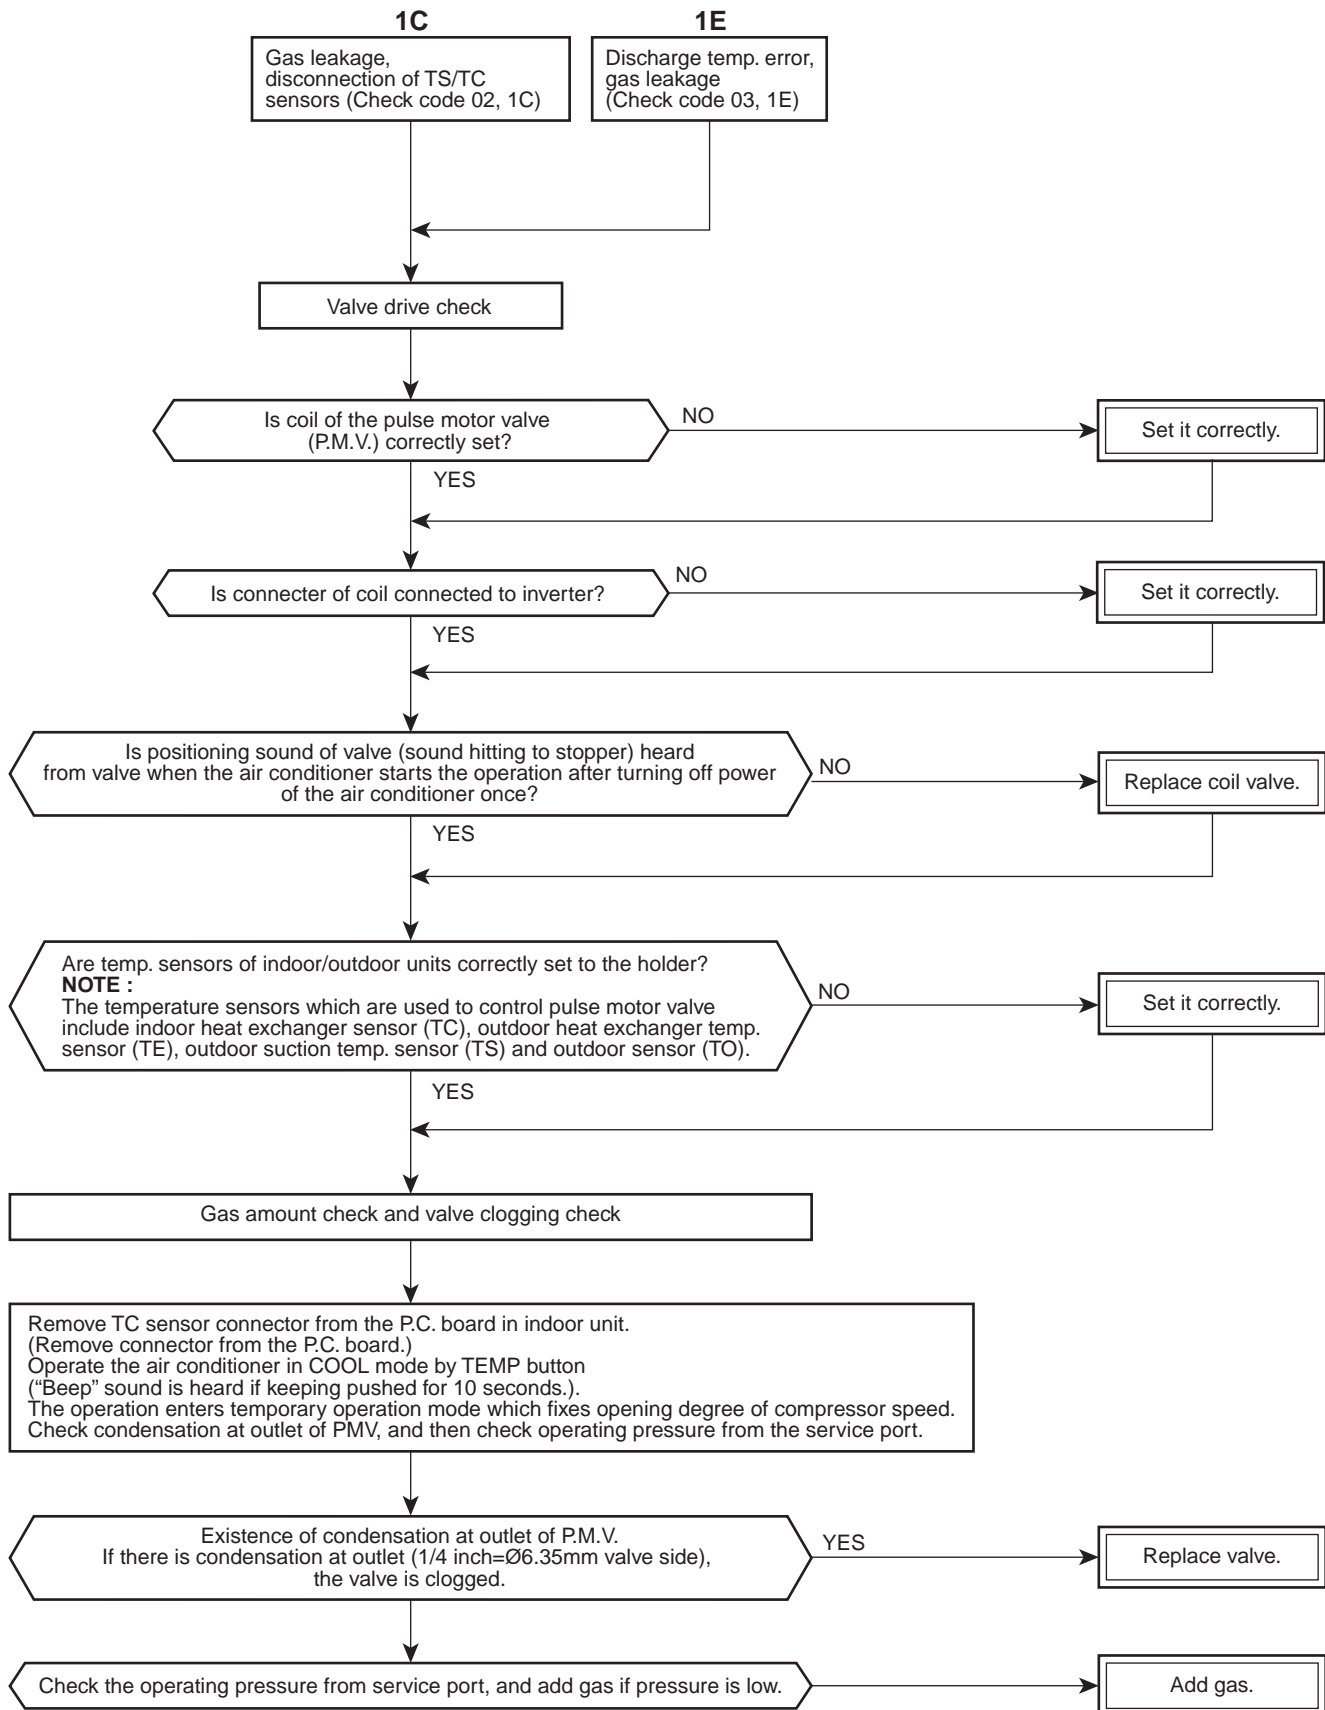 1C
1E
Gas leakage,
disconnection of TS/TC
sensors (Check code 02, 1C)
Discharge temp. error,
gas leakage
(Check code 03, 1E)
Valve drive check
Is coil of the pulse motor valve
(P.M.V.) correctly set?
NO
Set it correctly.
YES
Is connecter of coil connected to inverter?
NO
Set it correctly.
YES
Is positioning sound of valve (sound hitting to stopper) heard
from valve when the air conditioner starts the operation after turning off power
of the air conditioner once?
NO
Replace coil valve.
YES
Are temp. sensors of indoor/outdoor units correctly set to the holder?
NOTE :
The temperature sensors which are used to control pulse motor valve
include indoor heat exchanger sensor (TC), outdoor heat exchanger temp.
sensor (TE), outdoor suction temp. sensor (TS) and outdoor sensor (TO).
NO
Set it correctly.
YES
Gas amount check and valve clogging check
Remove TC sensor connector from the P.C. board in indoor unit.
(Remove connector from the P.C. board.)
Operate the air conditioner in COOL mode by TEMP button
(“Beep” sound is heard if keeping pushed for 10 seconds.).
The operation enters temporary operation mode which fixes opening degree of compressor speed.
Check condensation at outlet of PMV, and then check operating pressure from the service port.
Existence of condensation at outlet of P.M.V.
If there is condensation at outlet (1/4 inch=Ø6.35mm valve side),
the valve is clogged.
YES
Replace valve.
Check the operating pressure from service port, and add gas if pressure is low.
Add gas.